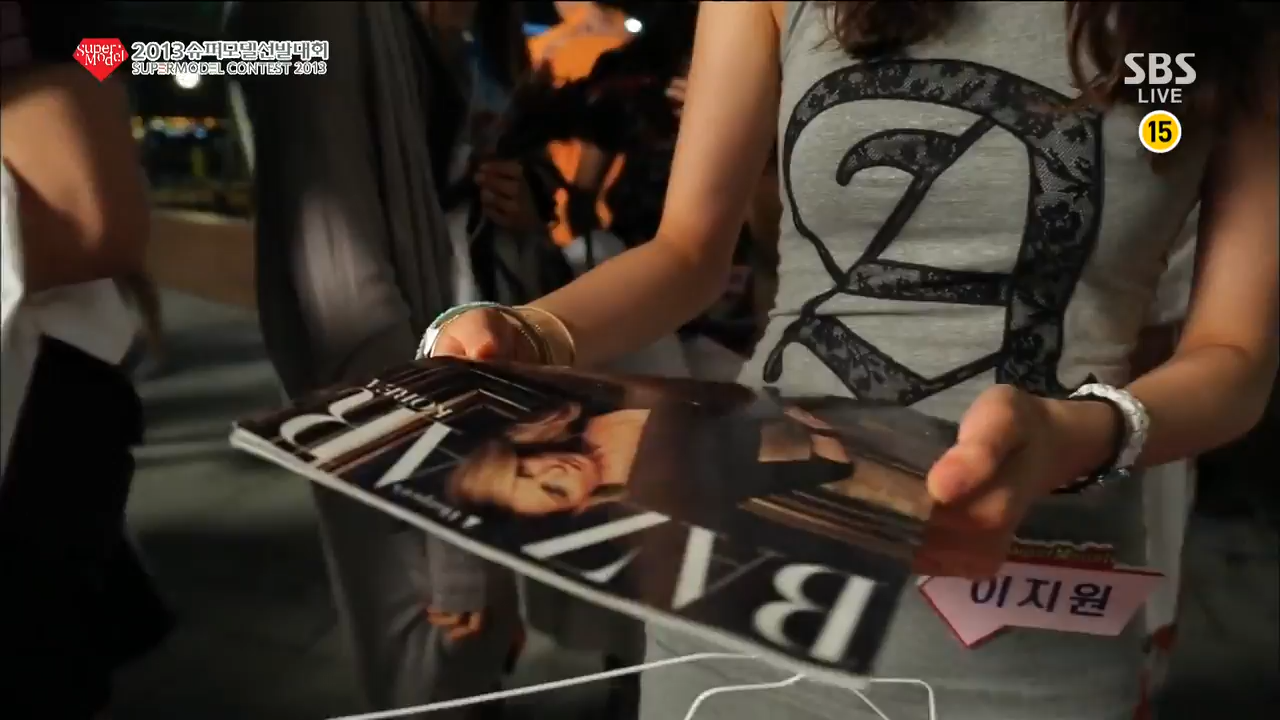 Super Model
2013슈퍼모델선발대회
SUPERMODEL CONTEST 2013
SBS
LIVE
15
BAZAAR
KOREA
이지원